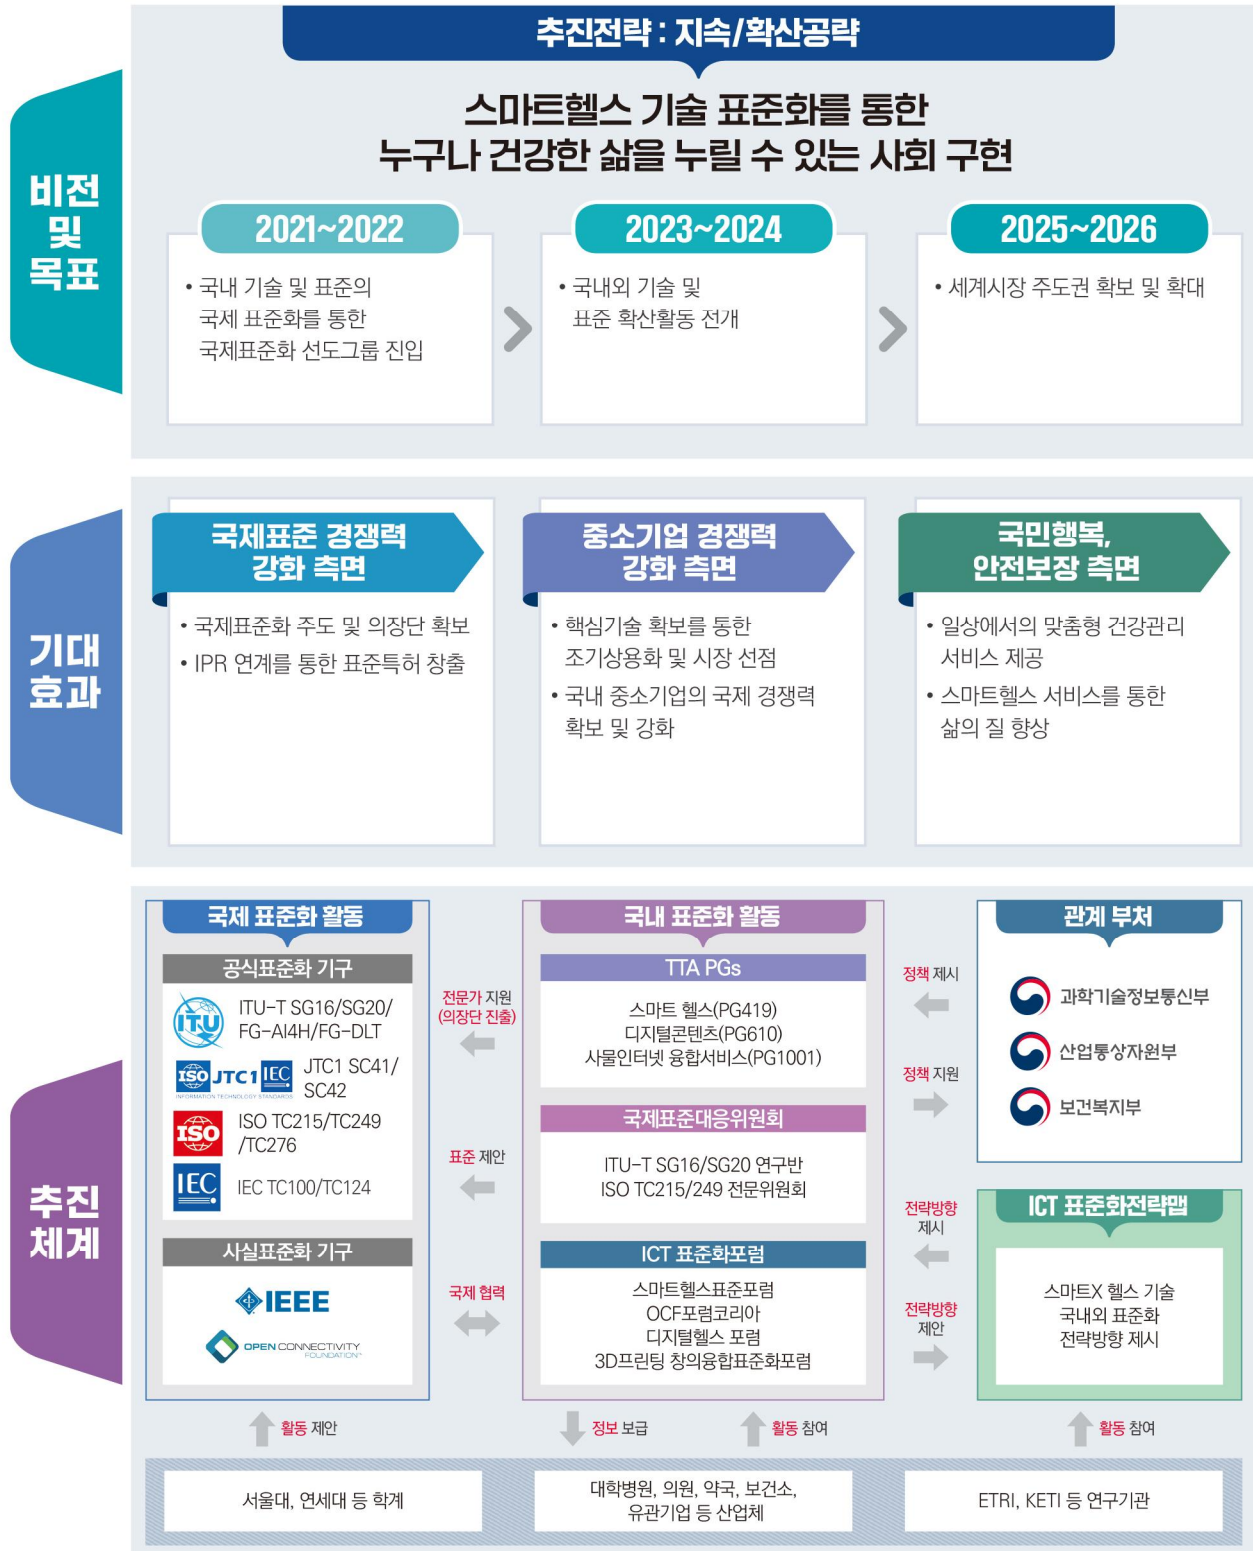 추진전략 : 지속/확산공략
스마트헬스 기술 표준화를 통한
누구나 건강한 삶을 누릴 수 있는 사회 구현
비전
및
목표
2021~2022
• 국내 기술 및 표준의
국제 표준화를 통한
국제표준화 선도그룹 진입
2023~2024
• 국내외 기술 및
표준 확산활동 전개
2025~2026
• 세계시장 주도권 확보 및 확대
기대
효과
국제표준 경쟁력
강화 측면
• 국제표준화 주도 및 의장단 확보
• IPR 연계를 통한 표준특허 창출
중소기업 경쟁력
강화 측면
• 핵심기술 확보를 통한
조기상용화 및 시장 선점
• 국내 중소기업의 국제 경쟁력
확보 및 강화
국민행복,
안전보장 측면
• 일상에서의 맞춤형 건강관리
서비스 제공
• 스마트헬스 서비스를 통한
삶의 질 향상
추진
체계
국제 표준화 활동
공식표준화 기구
ITU
ITU-T SG16/SG20/
FG-AI4H/FG-DLT
ISO JTC1 IEC
INFORMATION TECHNOLOGY STANDARDS
JTC1 SC41/
SC42
ISO
ISO TC215/TC249
/TC276
IEC
IEC TC100/TC124
사실표준화 기구
IEEE
OPEN CONNECTIVITY
FOUNDATION™
전문가 지원
(의장단 진출)
표준 제안
국제 협력
국내 표준화 활동
TTA PGs
스마트 헬스(PG419)
디지털콘텐츠(PG610)
사물인터넷 융합서비스(PG1001)
국제표준대응위원회
ITU-T SG16/SG20 연구반
ISO TC215/249 전문위원회
ICT 표준화포럼
스마트헬스표준포럼
OCF포럼코리아
디지털헬스 포럼
3D프린팅 창의융합표준화포럼
정책 제시
정책 지원
전략방향
제시
전략방향
제안
관계 부처
과학기술정보통신부
산업통상자원부
보건복지부
ICT 표준화전략맵
스마트X 헬스 기술
국내외 표준화
전략방향 제시
활동 제안
정보 보급
활동 참여
활동 참여
서울대, 연세대 등 학계
대학병원, 의원, 약국, 보건소,
유관기업 등 산업체
ETRI, KETI 등 연구기관